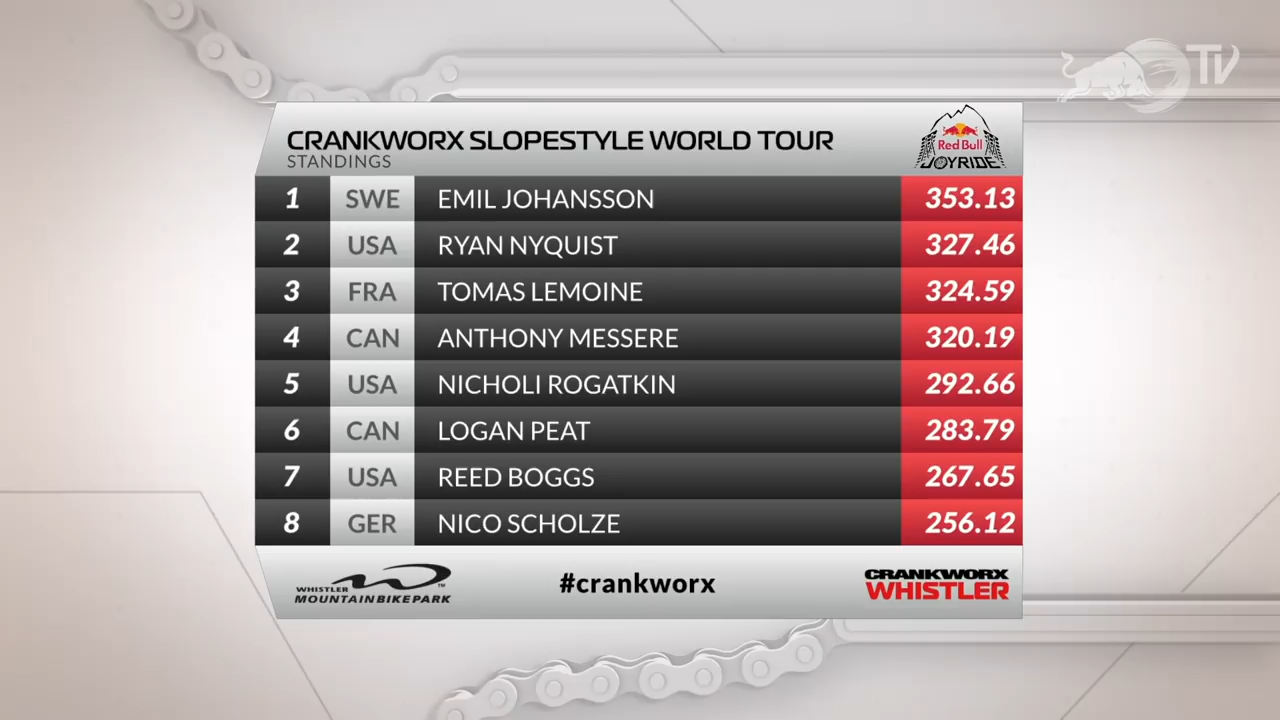 TV
CRANKWORX SLOPESTYLE WORLD TOUR
STANDINGS
Red Bull
JOYRIDE
1 SWE EMIL JOHANSSON 353.13
2 USA RYAN NYQUIST 327.46
3 FRA TOMAS LEMOINE 324.59
4 CAN ANTHONY MESSERE 320.19
5 USA NICHOLI ROGATKIN 292.66
6 CAN LOGAN PEAT 283.79
7 USA REED BOGGS 267.65
8 GER NICO SCHOLZE 256.12
WHISTLER
MOUNTAIN BIKE PARK
TM
#crankworx
CRANKWORX
WHISTLER